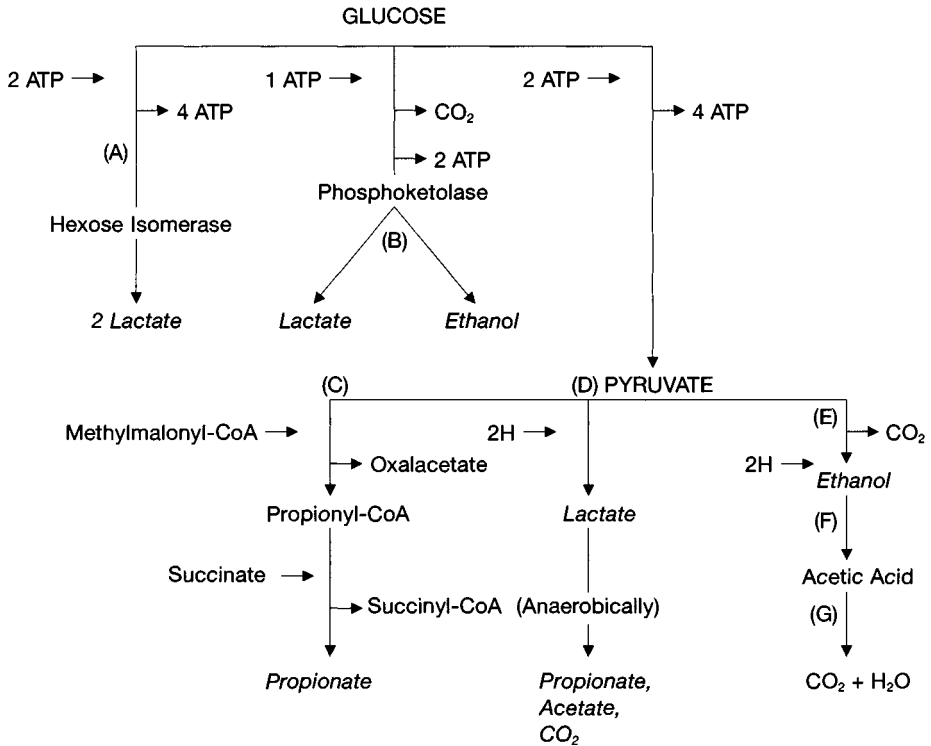 GLUCOSE
2 ATP
1 ATP
2 ATP
4 ATP
CO₂
4 ATP
(A)
2 ATP
Phosphoketolase
Hexose Isomerase
(B)
2 Lactate
Lactate
Ethanol
(C)
(D) PYRUVATE
(E)
Methylmalonyl-CoA
2H
CO₂
Oxalacetate
2H
Ethanol
Propionyl-CoA
Lactate
(F)
Succinate
Acetic Acid
Succinyl-CoA
(Anaerobically)
(G)
Propionate
Propionate,
Acetate,
CO₂
CO₂ + H₂O